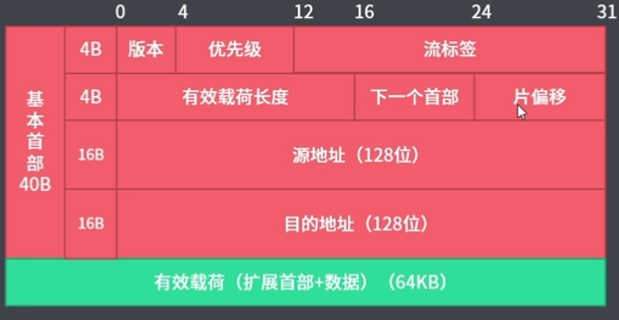 0 4 12 16 24 31
基本首部 40B
4B 版本 优先级 流标签
4B 有效载荷长度 下一个首部 片偏移
16B 源地址（128位）
16B 目的地址（128位）
有效载荷（扩展首部+数据）（64KB）